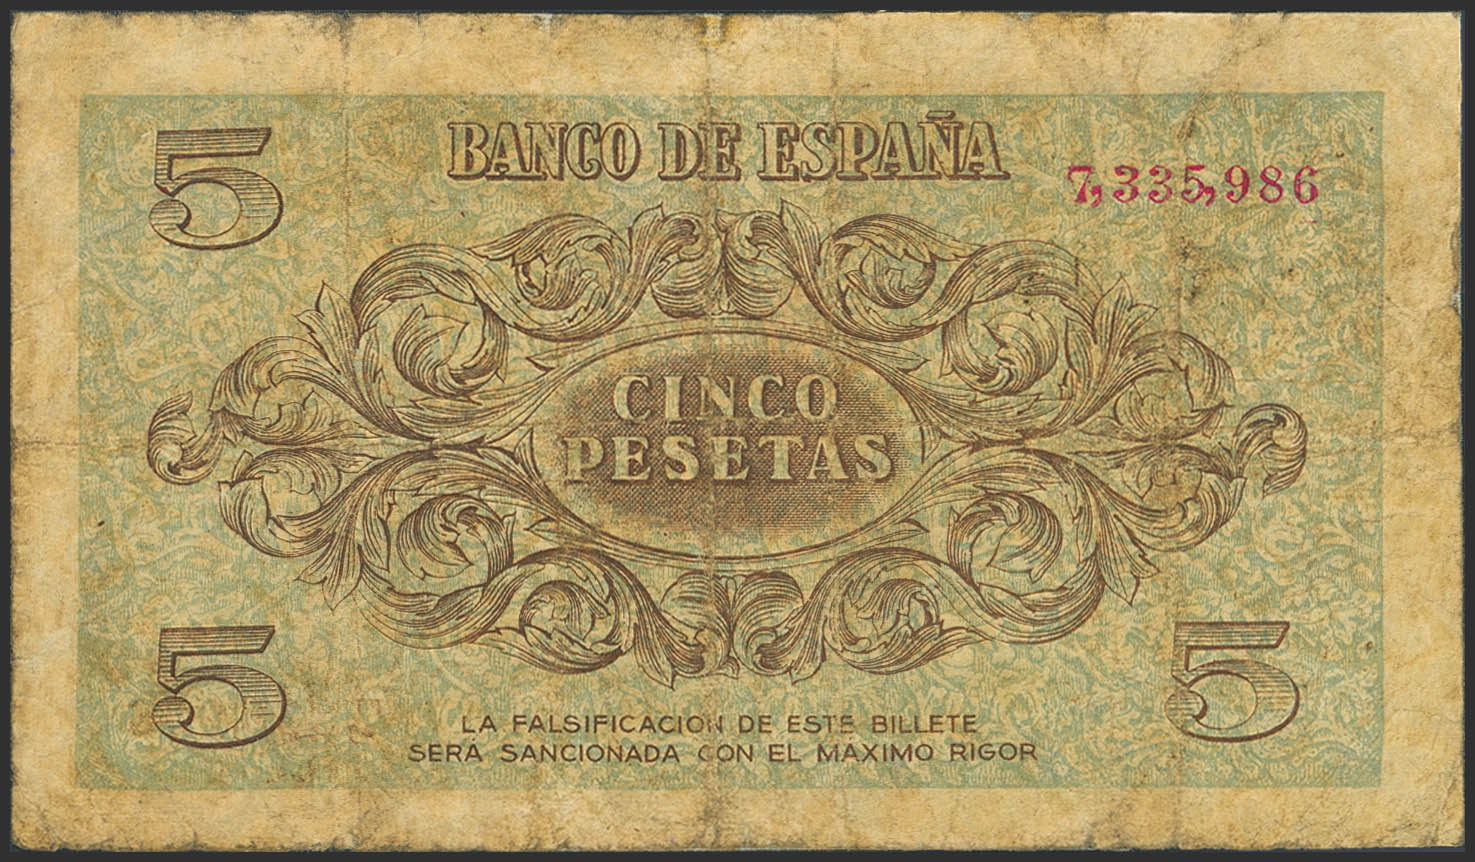 5
BANCO DE ESPAÑA
7,335,986
CINCO
PESETAS
5
5
LA FALSIFICACION DE ESTE BILLETE
SERÁ SANCIONADA CON EL MAXIMO RIGOR